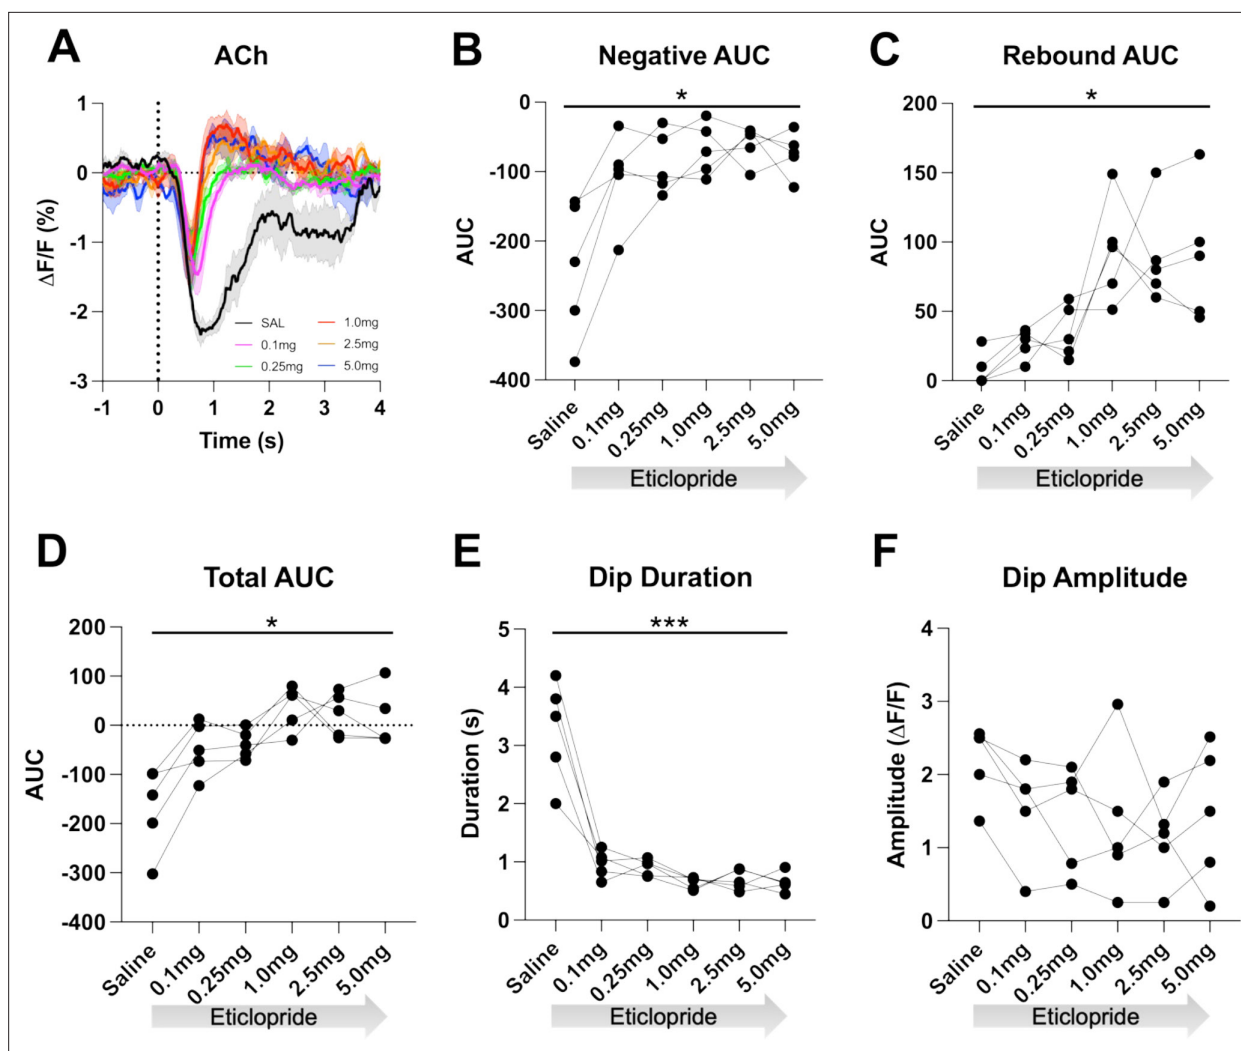 A
ACh
ΔF/F (%)
1
0
-1
-2
-3
-1
0
1
2
3
4
Time (s)
SAL
0.1mg
0.25mg
1.0mg
2.5mg
5.0mg
B
Negative AUC
*
AUC
0
-100
-200
-300
-400
Saline
0.1mg
0.25mg
1.0mg
2.5mg
5.0mg
Eticlopride
C
Rebound AUC
*
AUC
200
150
100
50
0
Saline
0.1mg
0.25mg
1.0mg
2.5mg
5.0mg
Eticlopride
D
Total AUC
*
AUC
200
100
0
-100
-200
-300
-400
Saline
0.1mg
0.25mg
1.0mg
2.5mg
5.0mg
Eticlopride
E
Dip Duration
***
Duration (s)
5
4
3
2
1
0
Saline
0.1mg
0.25mg
1.0mg
2.5mg
5.0mg
Eticlopride
F
Dip Amplitude
Amplitude (ΔF/F)
4
3
2
1
0
Saline
0.1mg
0.25mg
1.0mg
2.5mg
5.0mg
Eticlopride